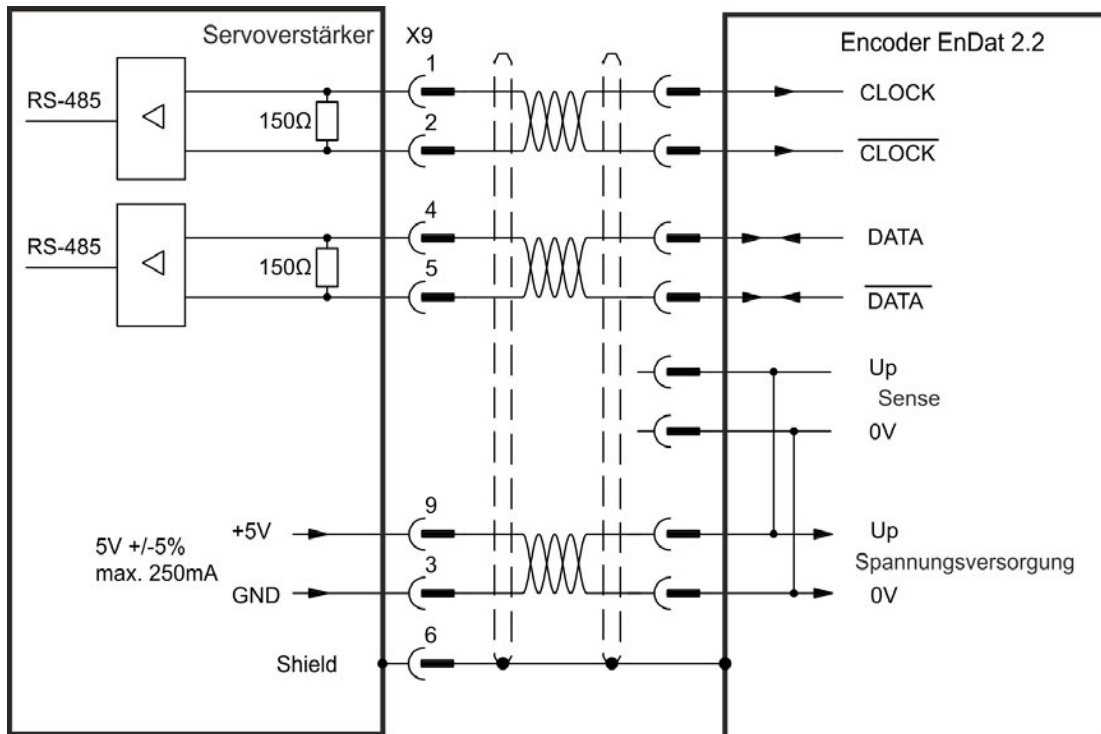 Servoverstärker
X9
Encoder EnDat 2.2
RS-485
150Ω
1
2
CLOCK
CLOCK
RS-485
150Ω
4
5
DATA
DATA
Up
Sense
0V
5V +/-5%
max. 250mA
+5V
GND
9
3
Up
Spannungsversorgung
0V
Shield
6